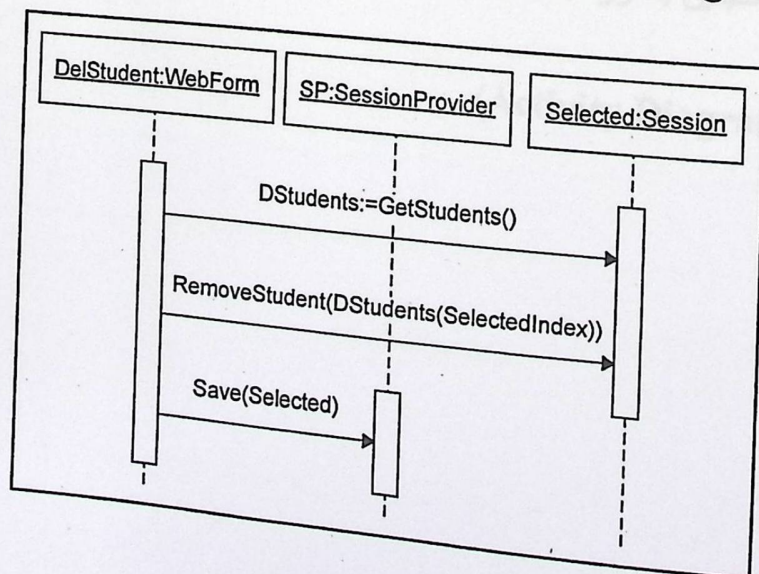 DelStudent:WebForm
SP:SessionProvider
Selected:Session
DStudents:=GetStudents()
RemoveStudent(DStudents(SelectedIndex))
Save(Selected)